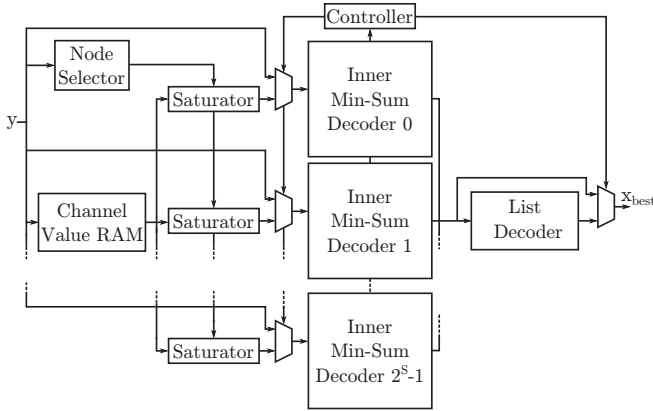 Controller
Node
Selector
Inner
Min-Sum
Decoder 0
Saturator
y
Channel
Value RAM
Saturator
Inner
Min-Sum
Decoder 1
List
Decoder
x_best
Saturator
Inner
Min-Sum
Decoder 2^S-1